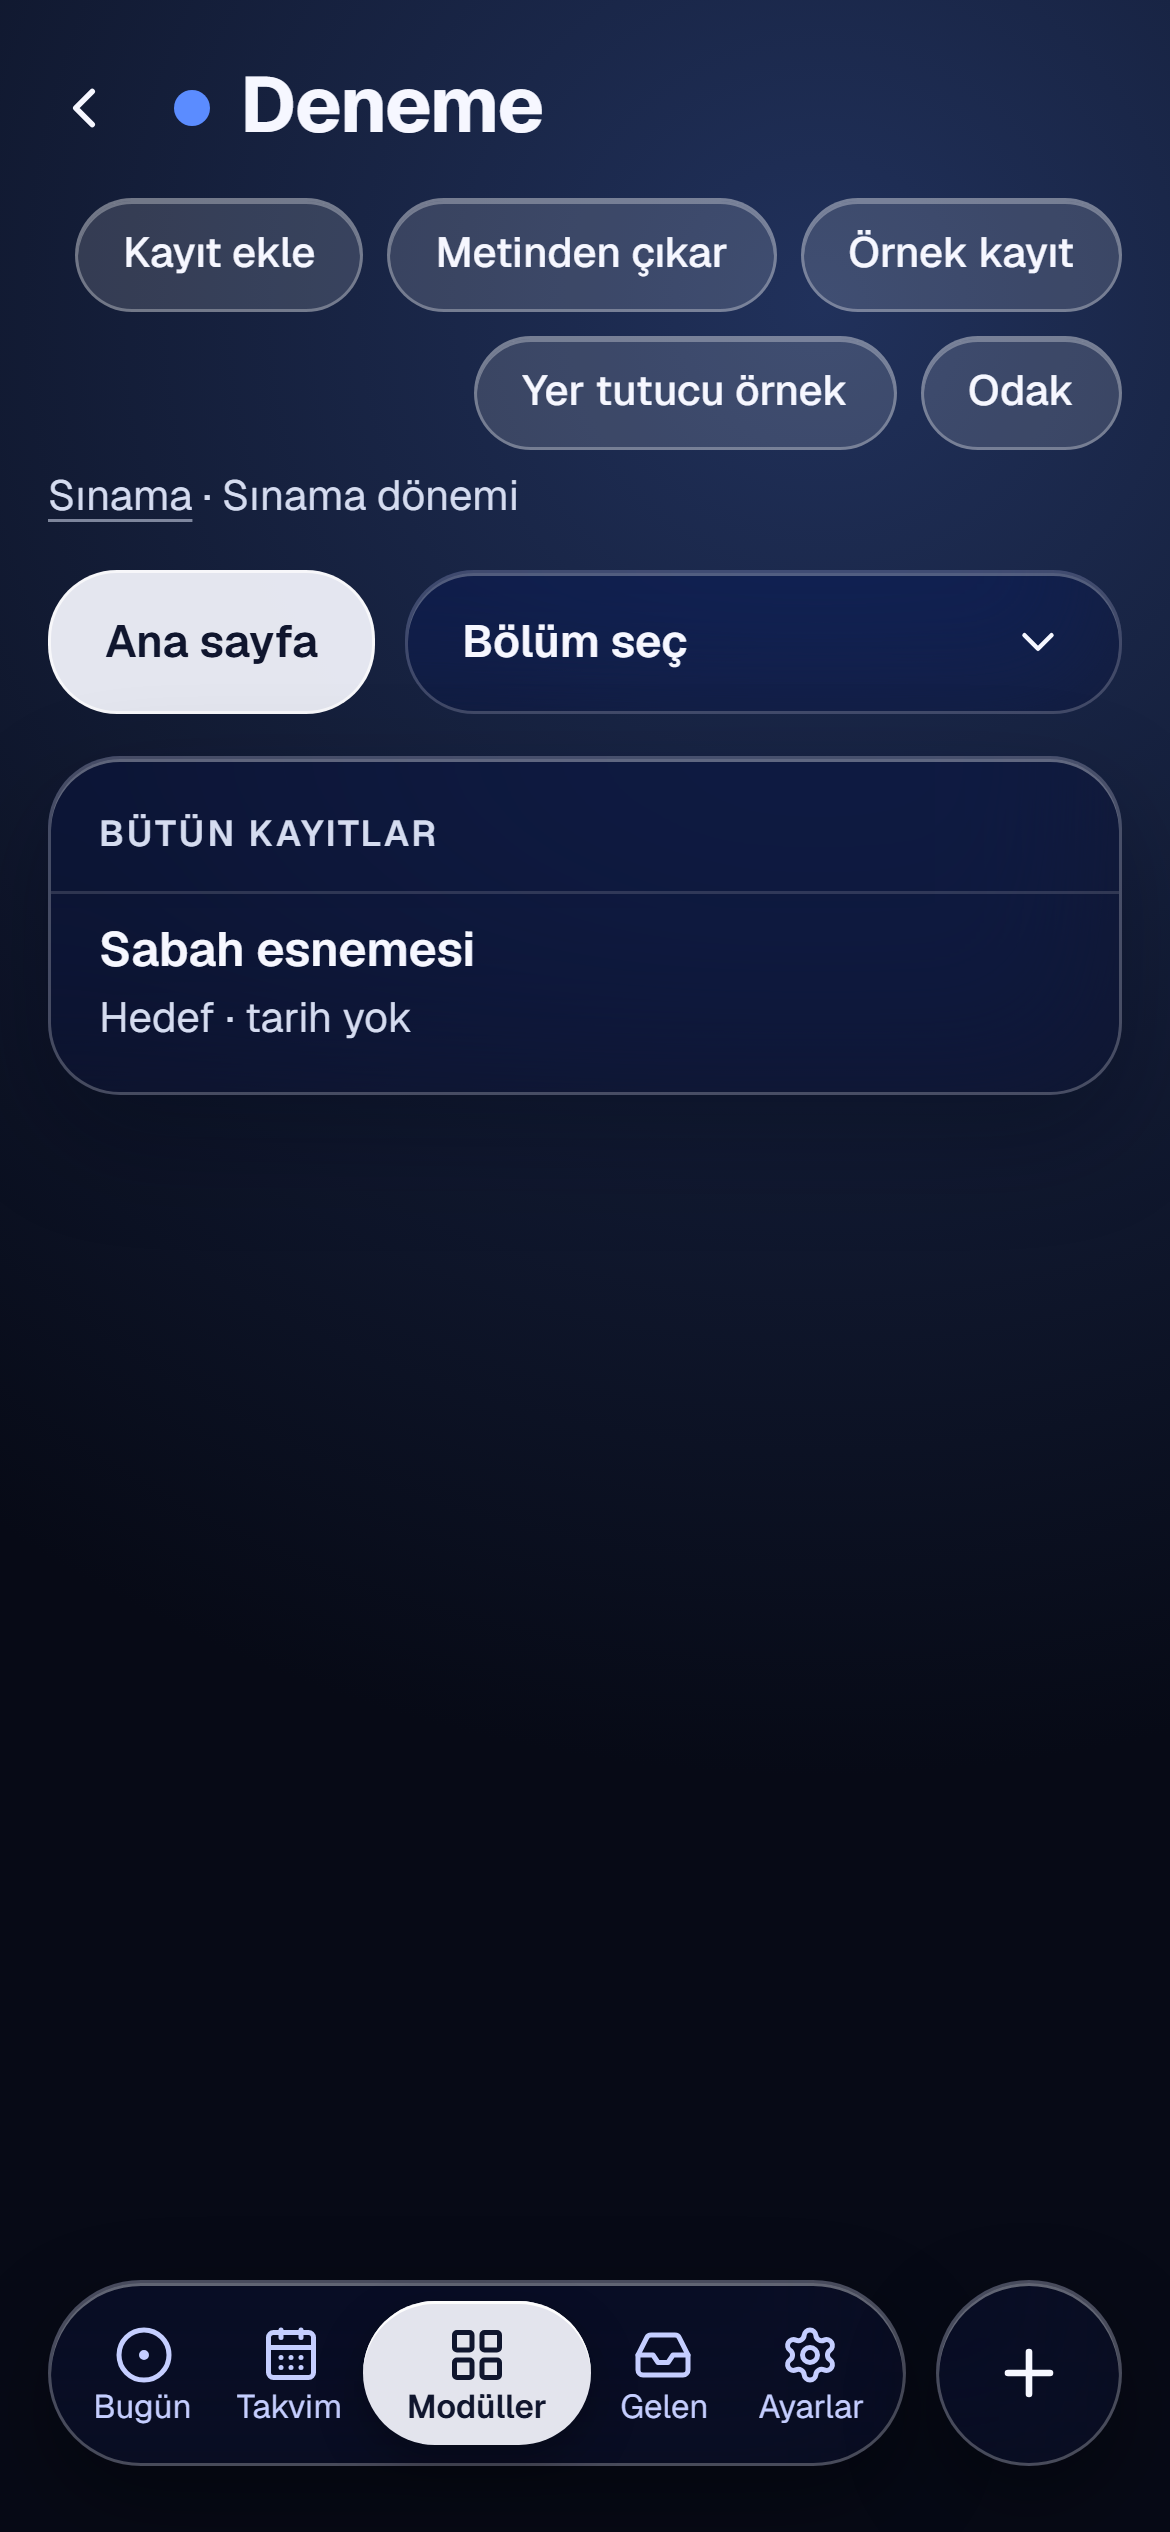 Deneme
Kayıt ekle
Metinden çıkar
Örnek kayıt
Yer tutucu örnek
Odak
Sınama · Sınama dönemi
Ana sayfa
Bölüm seç
BÜTÜN KAYITLAR
Sabah esnemesi
Hedef · tarih yok
Bugün
Takvim
Modüller
Gelen
Ayarlar